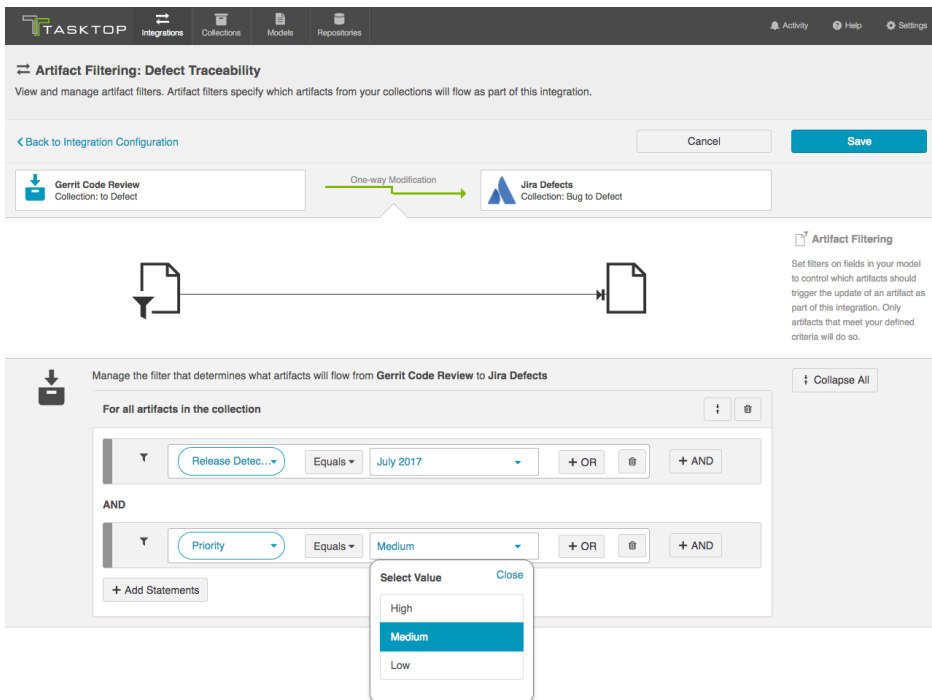 TASKTOP
Integrations
Collections
Models
Repositories
Activity
Help
Settings
Artifact Filtering: Defect Traceability
View and manage artifact filters. Artifact filters specify which artifacts from your collections will flow as part of this integration.
Back to Integration Configuration
Cancel
Save
Gerrit Code Review
Collection: to Defect
One-way Modification
Jira Defects
Collection: Bug to Defect
Artifact Filtering
Set filters on fields in your model
to control which artifacts should
trigger the update of an artifact as
part of this integration. Only
artifacts that meet your defined
criteria will do so.
Manage the filter that determines what artifacts will flow from Gerrit Code Review to Jira Defects
Collapse All
For all artifacts in the collection
Release Detec...
Equals
July 2017
+ OR
+ AND
AND
Priority
Equals
Medium
+ OR
+ AND
+ Add Statements
Select Value
Close
High
Medium
Low